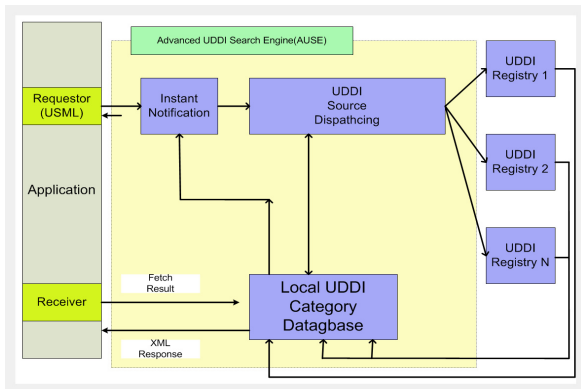 Advanced UDDI Search Engine(AUSE)
Requestor
(USML)
Instant
Notification
UDDI
Source
Dispathcing
UDDI
Registry 1
UDDI
Registry 2
UDDI
Registry N
Application
Fetch
Result
Receiver
Local UDDI
Category
Datagbase
XML
Response